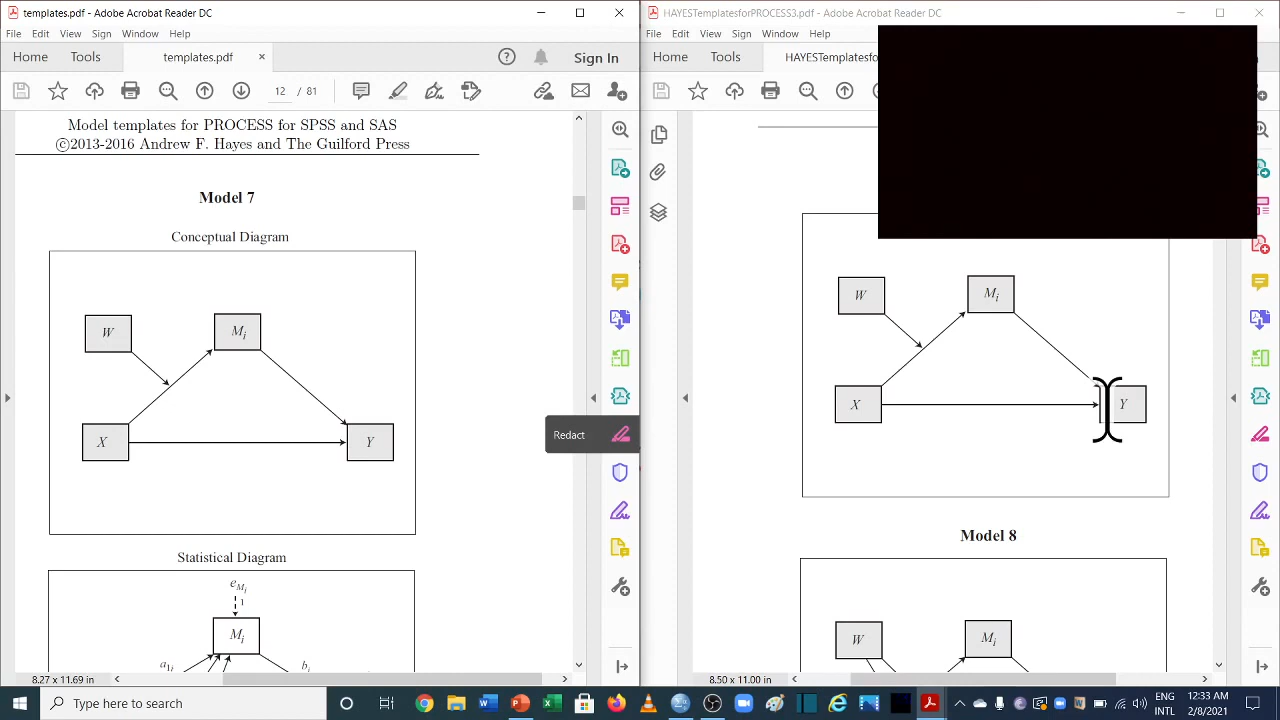 templates.pdf - Adobe Acrobat Reader DC
File Edit View Sign Window Help
Home Tools templates.pdf × Sign In
12 / 81
Model templates for PROCESS for SPSS and SAS
©2013-2016 Andrew F. Hayes and The Guilford Press
Model 7
Conceptual Diagram
W
Mi
X
Y
Redact
Statistical Diagram
eMi
1
Mi
a1i
bi
8.27 x 11.69 in
HAYESTemplatesforPROCESS3.pdf - Adobe Acrobat Reader DC
File Edit View Sign Window Help
Home Tools HAYESTemplatesfo
W
Mi
X
Y
Model 8
W
Mi
8.50 x 11.00 in
Type here to search
ENG
INTL
12:33 AM
2/8/2021